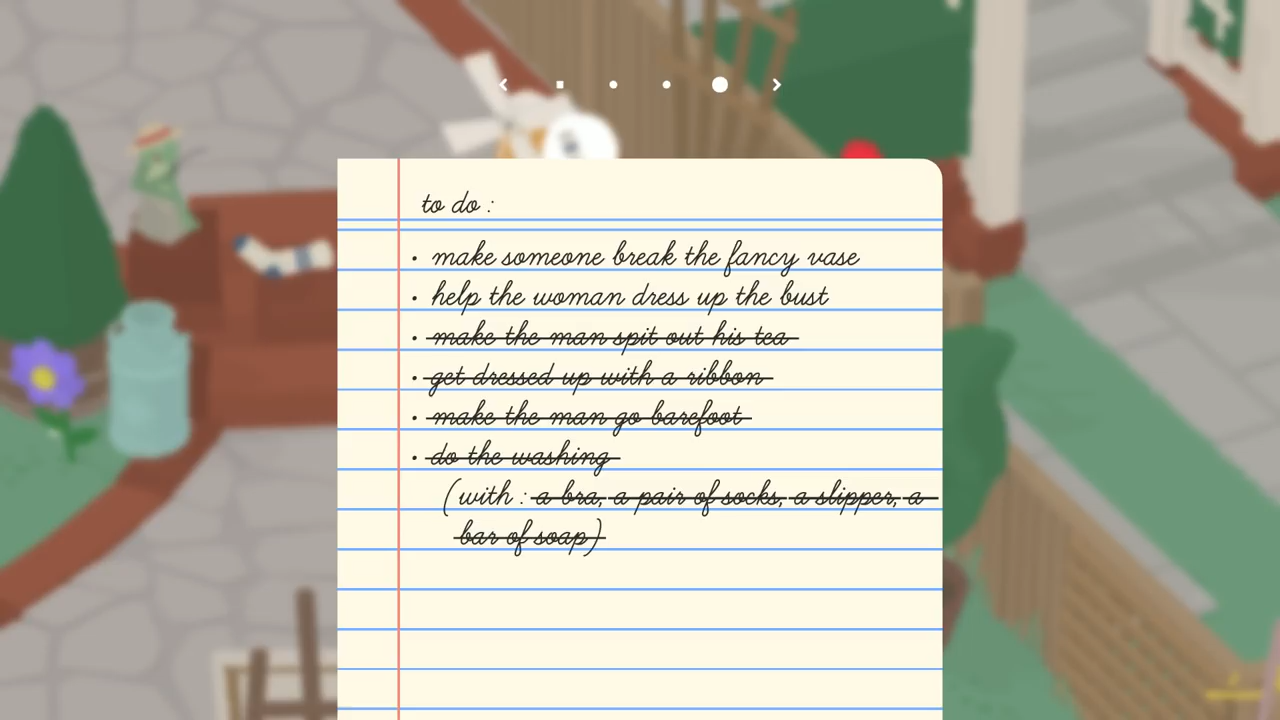 to do :
• make someone break the fancy vase
• help the woman dress up the bust
• make the man spit out his tea
• get dressed up with a ribbon
• make the man go barefoot
• do the washing
(with : a bra, a pair of socks, a slipper, a
bar of soap)